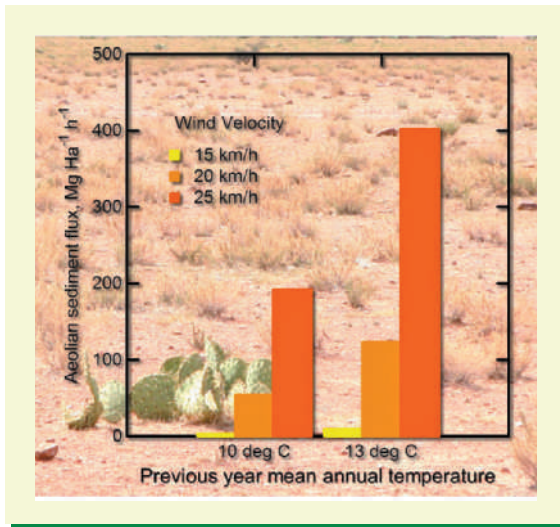 500
400
300
200
100
0
Aeolian sediment flux, Mg Ha⁻¹ h⁻¹
Wind Velocity
15 km/h
20 km/h
25 km/h
10 deg C
13 deg C
Previous year mean annual temperature